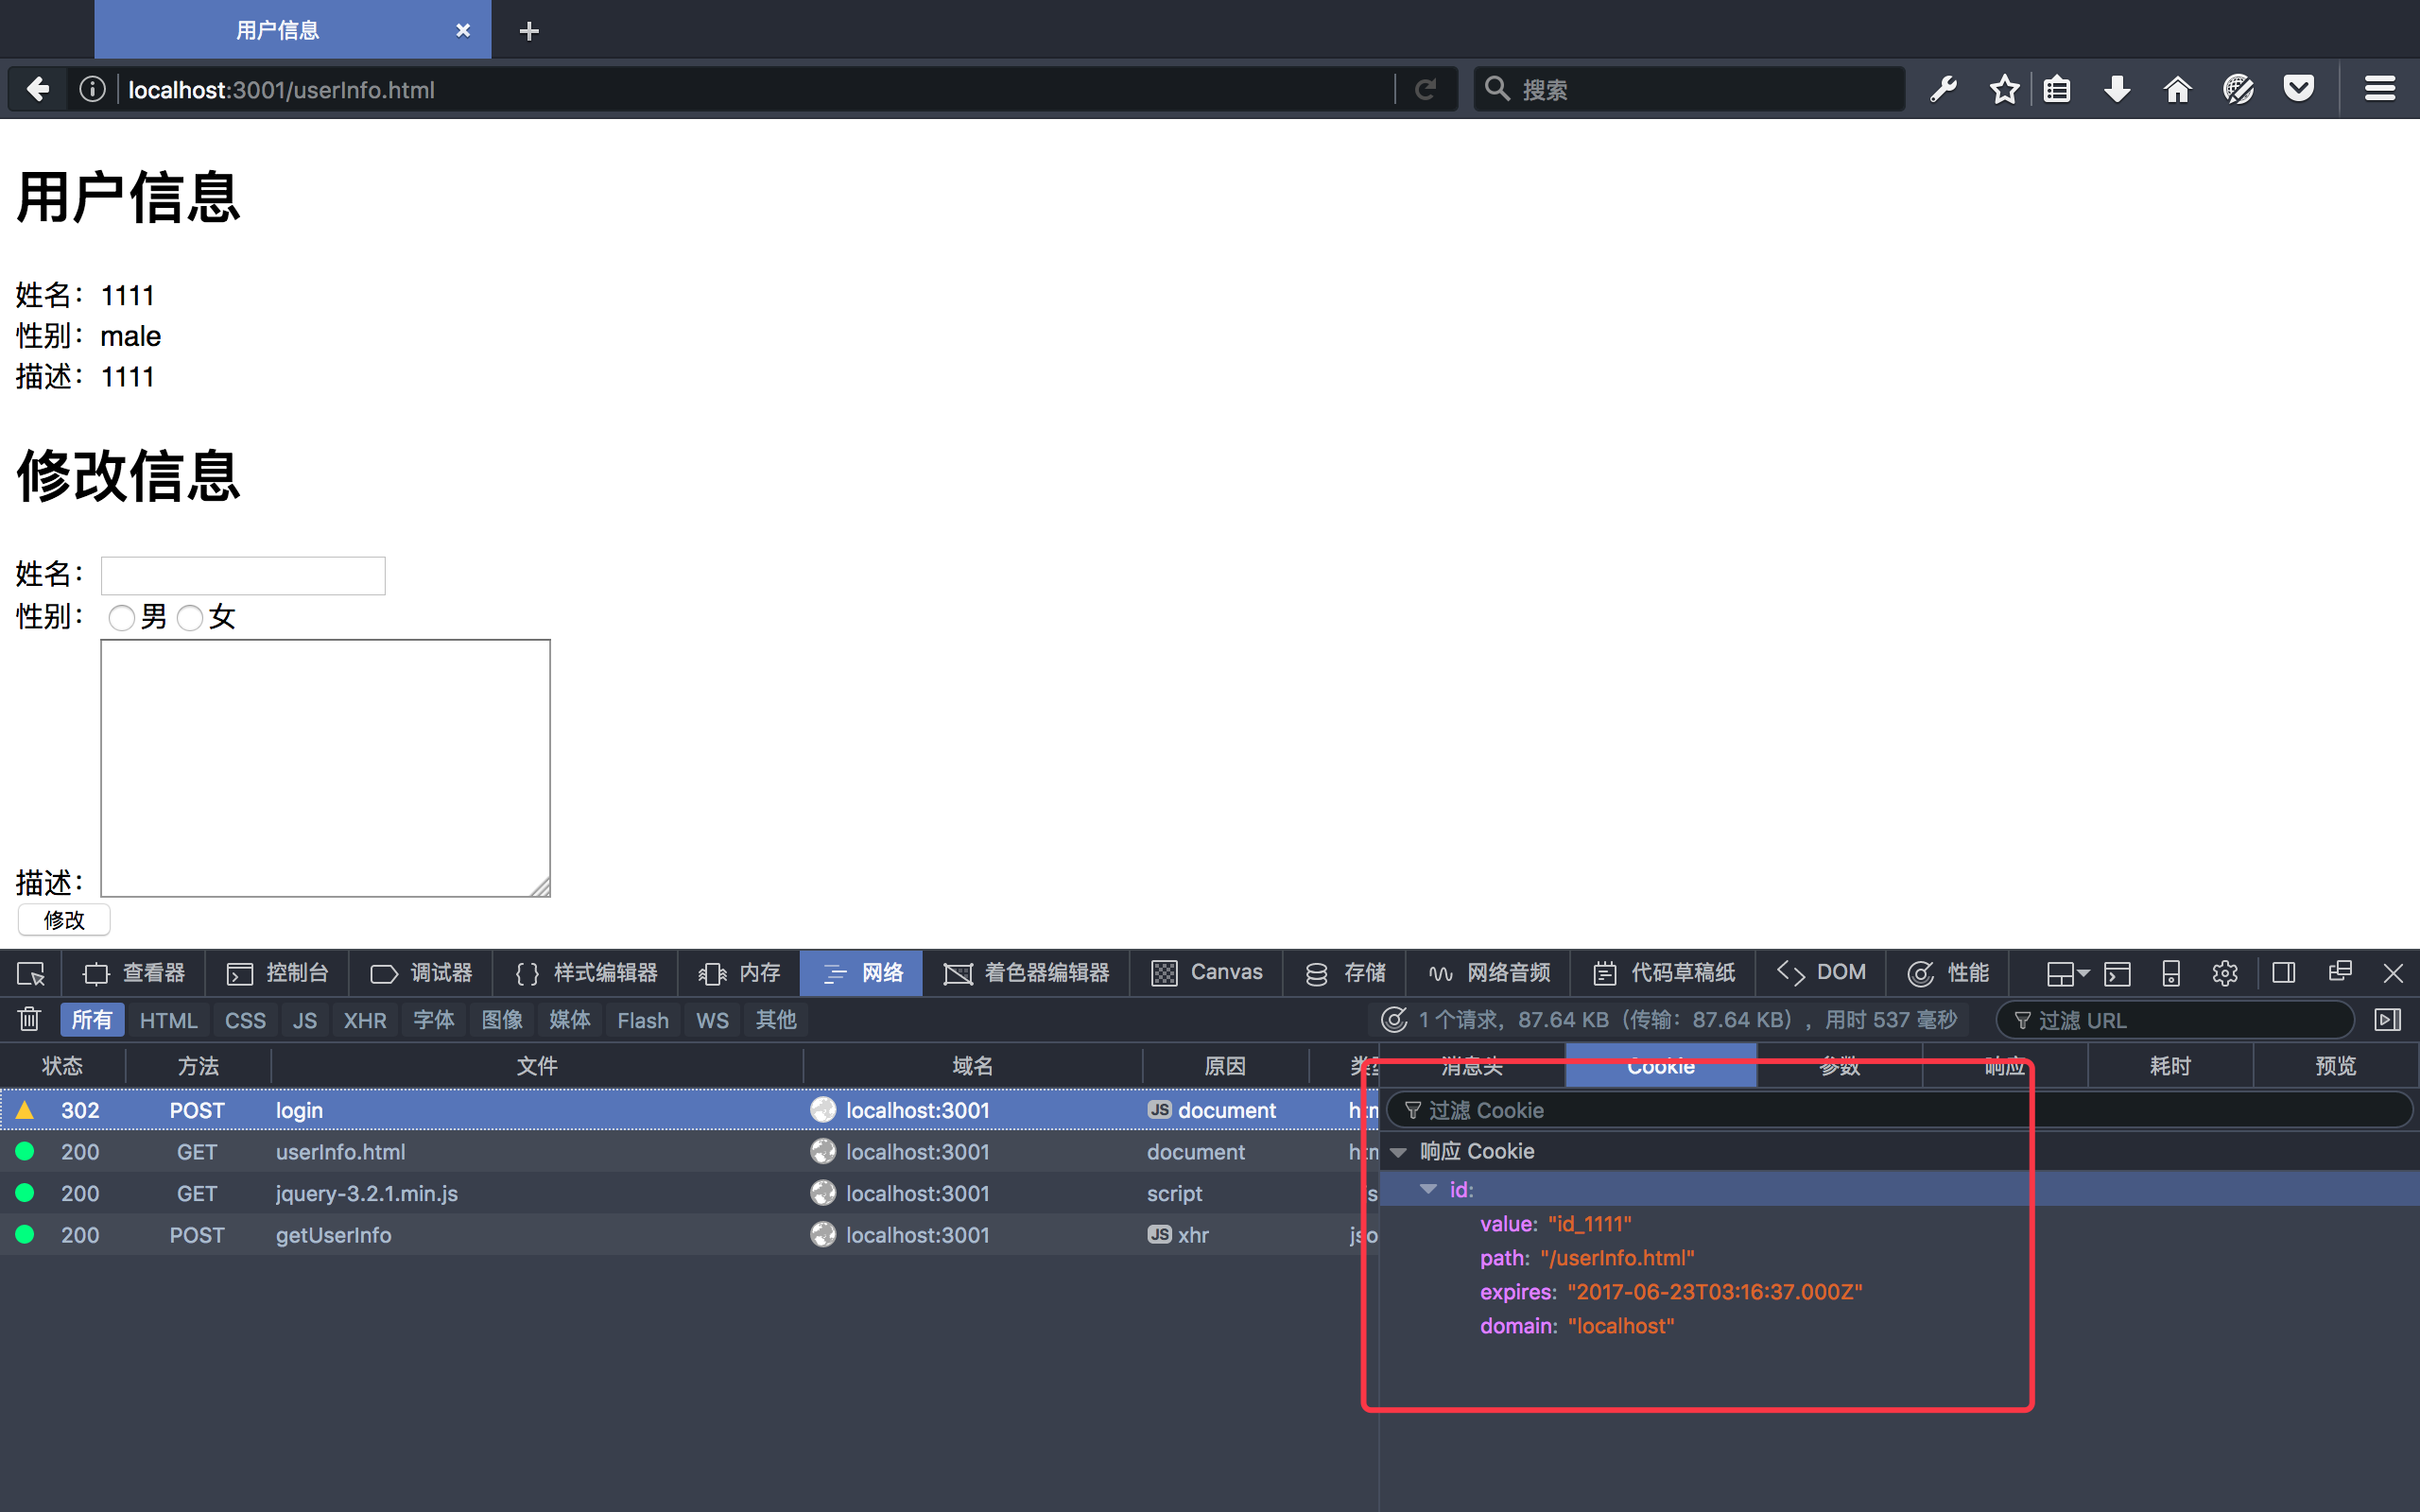 用户信息
localhost:3001/userInfo.html
搜索
用户信息
姓名：1111
性别：male
描述：1111
修改信息
姓名：
性别：男 女
描述：
修改
查看器 控制台 调试器 样式编辑器 内存 网络 着色器编辑器 Canvas 存储 网络音频 代码草稿纸 DOM 性能
所有 HTML CSS JS XHR 字体 图像 媒体 Flash WS 其他 1 个请求，87.64 KB（传输：87.64 KB），用时 537 毫秒 过滤 URL
状态 方法 文件 域名 原因 消息头 Cookie 参数 响应 耗时 预览
302 POST login localhost:3001 JS document
过滤 Cookie
200 GET userInfo.html localhost:3001 document
响应 Cookie
200 GET jquery-3.2.1.min.js localhost:3001 script
id:
200 POST getUserInfo localhost:3001 JS xhr
value: "id_1111"
path: "/userInfo.html"
expires: "2017-06-23T03:16:37.000Z"
domain: "localhost"